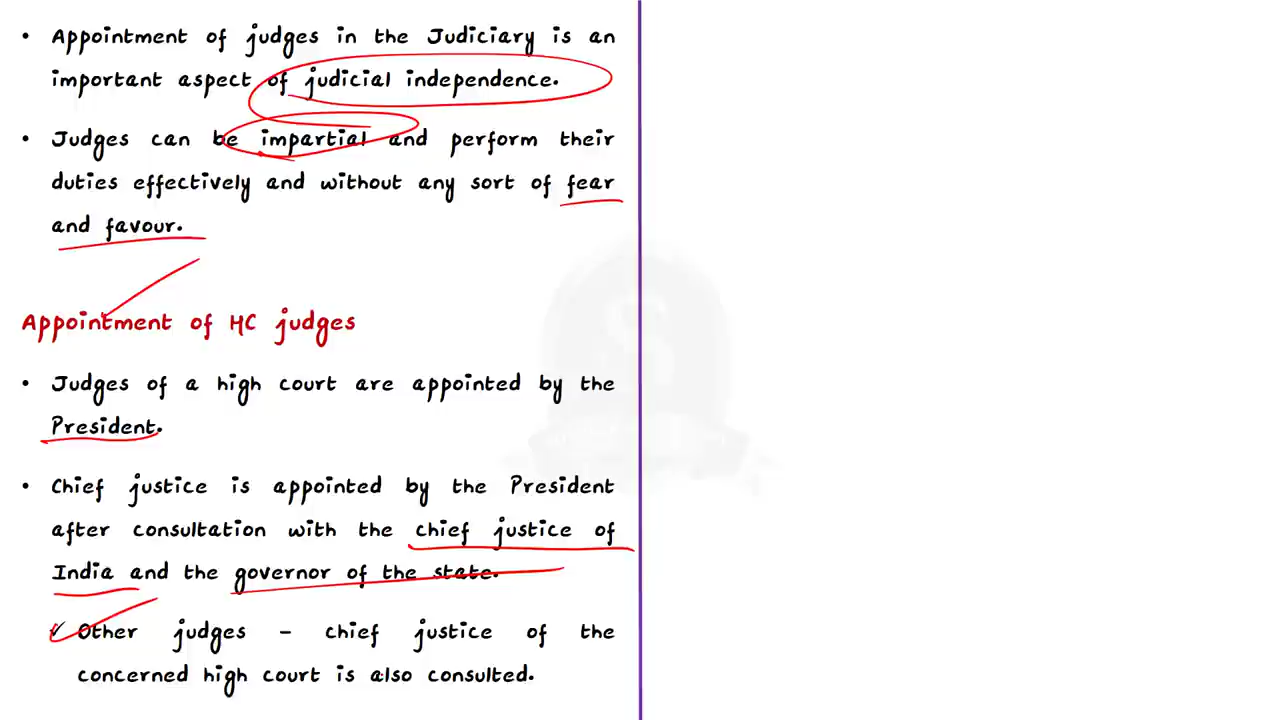 • Appointment of judges in the Judiciary is an
important aspect of judicial independence.
• Judges can be impartial and perform their
duties effectively and without any sort of fear
and favour.
Appointment of HC judges
• Judges of a high court are appointed by the
President.
• Chief justice is appointed by the President
after consultation with the chief justice of
India and the governor of the state.
✓ Other judges – chief justice of the
concerned high court is also consulted.